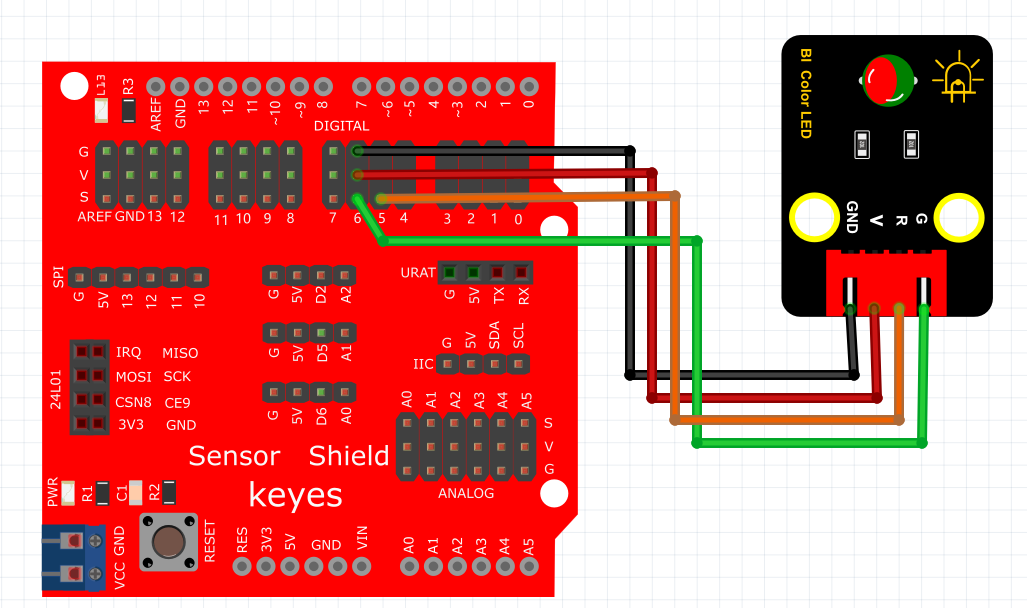 L13
R3
AREF GND 13 12 11 ~10 ~9 8 7 ~6 ~5 4 ~3 2 1 0
DIGITAL
G
V
S
AREF GND 13 12 11 10 9 8 7 6 5 4 3 2 1 0
SPI
G 5V 13 12 11 10
G 5V D2 A2
URAT
G 5V TX RX
G 5V D5 A1
IIC
G 5V SDA SCL
24L01
IRQ MISO
MOSI SCK
CSN8 CE9
3V3 GND
G 5V D6 A0
A0 A1 A2 A3 A4 A5
S
V
G
ANALOG
Sensor Shield
keyes
PWR R1 C1 R2
GND
VCC
RESET
RES 3V3 5V GND VIN
A0 A1 A2 A3 A4 A5
BI Color LED
GND V R G